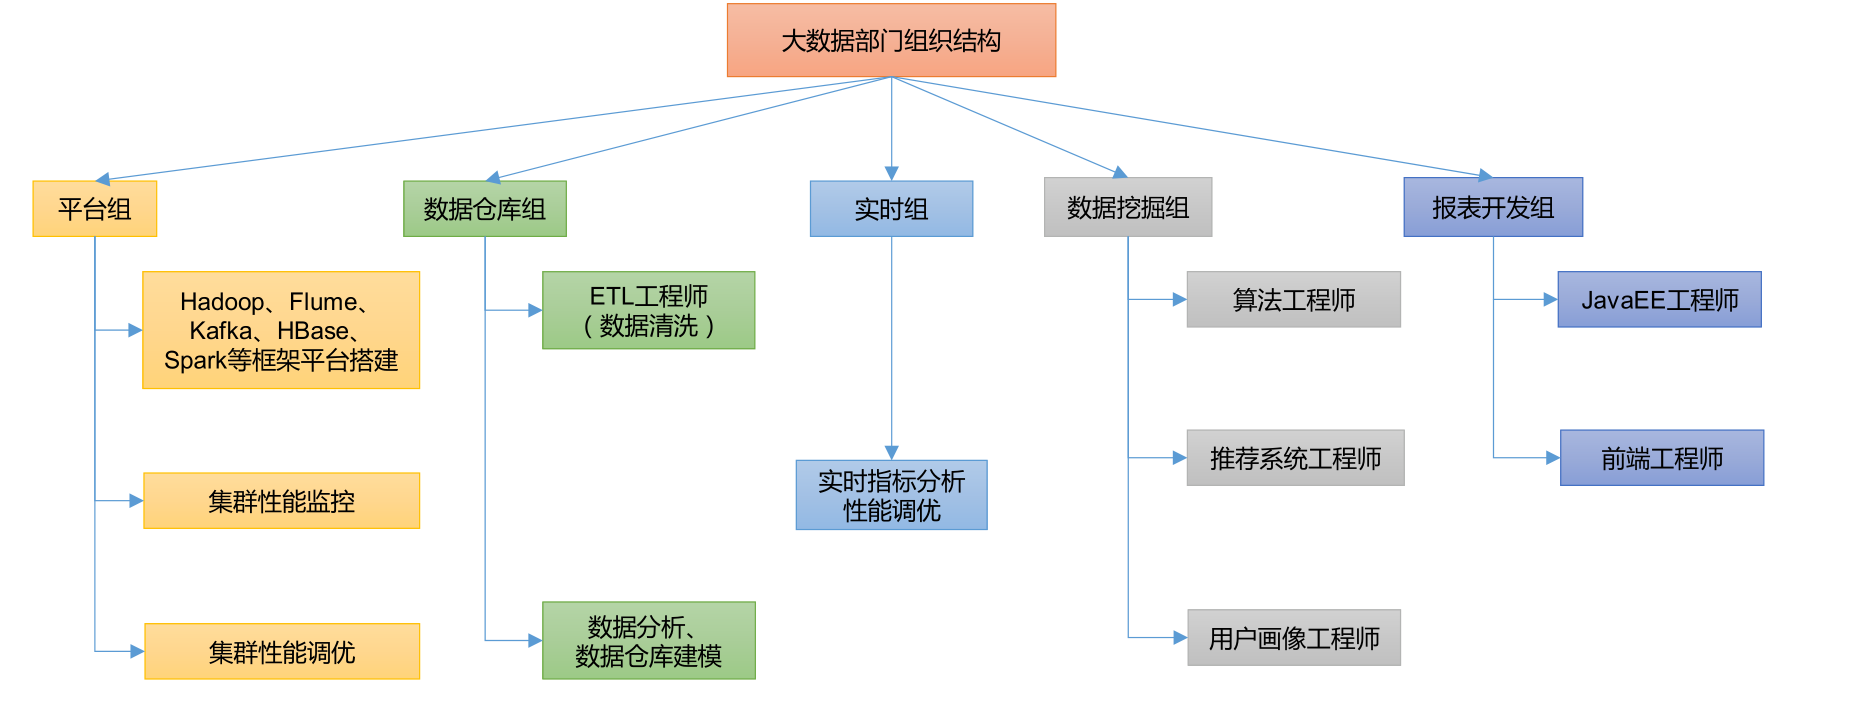 大数据部门组织结构
平台组
数据仓库组
实时组
数据挖掘组
报表开发组
Hadoop、Flume、
Kafka、HBase、
Spark等框架平台搭建
集群性能监控
集群性能调优
ETL工程师
（数据清洗）
数据分析、
数据仓库建模
实时指标分析
性能调优
算法工程师
推荐系统工程师
用户画像工程师
JavaEE工程师
前端工程师